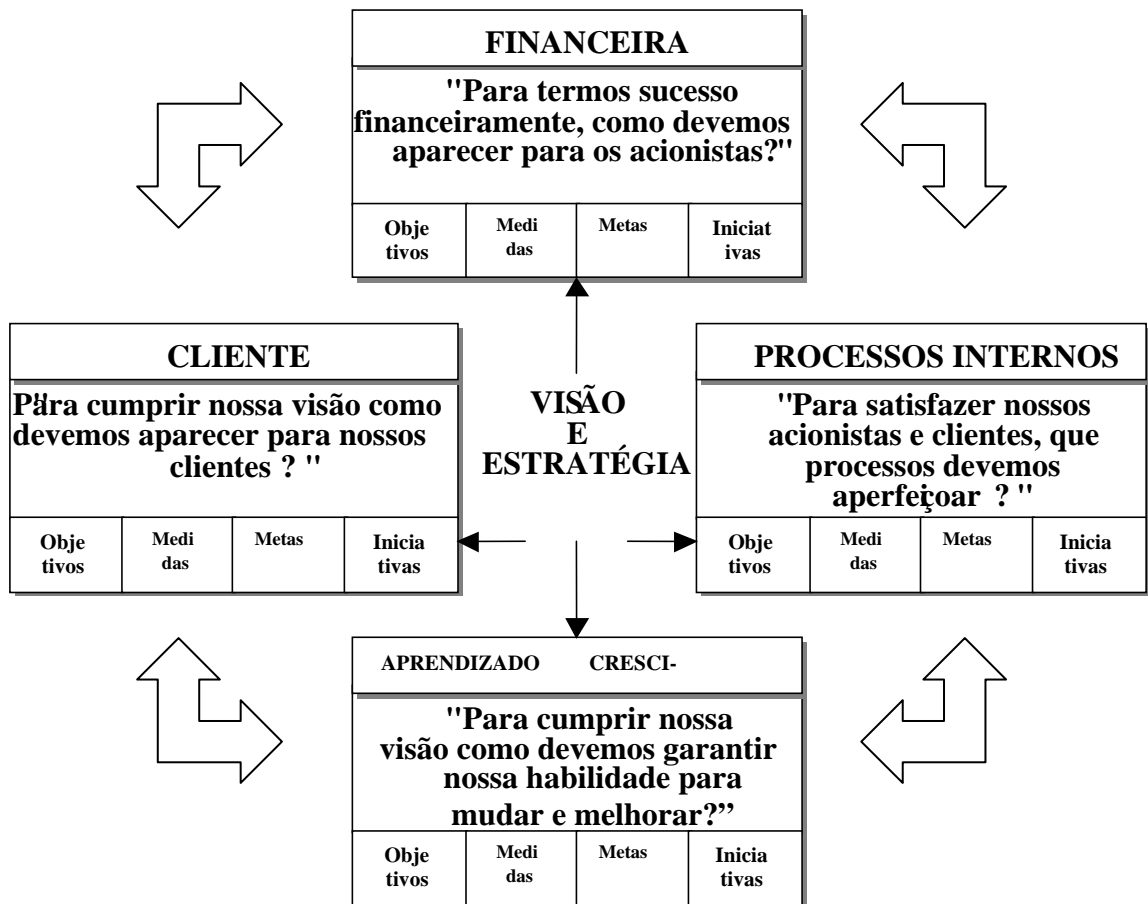 FINANCEIRA
"Para termos sucesso
financeiramente, como devemos
aparecer para os acionistas?"
Obje
tivos
Medi
das
Metas
Iniciat
ivas
CLIENTE
"Para cumprir nossa visão como
devemos aparecer para nossos
clientes ? "
Obje
tivos
Medi
das
Metas
Inicia
tivas
VISÃO
E
ESTRATÉGIA
PROCESSOS INTERNOS
"Para satisfazer nossos
acionistas e clientes, que
processos devemos
aperfeiçoar ? "
Obje
tivos
Medi
das
Metas
Inicia
tivas
APRENDIZADO CRESCI-
"Para cumprir nossa
visão como devemos garantir
nossa habilidade para
mudar e melhorar?”
Obje
tivos
Medi
das
Metas
Inicia
tivas